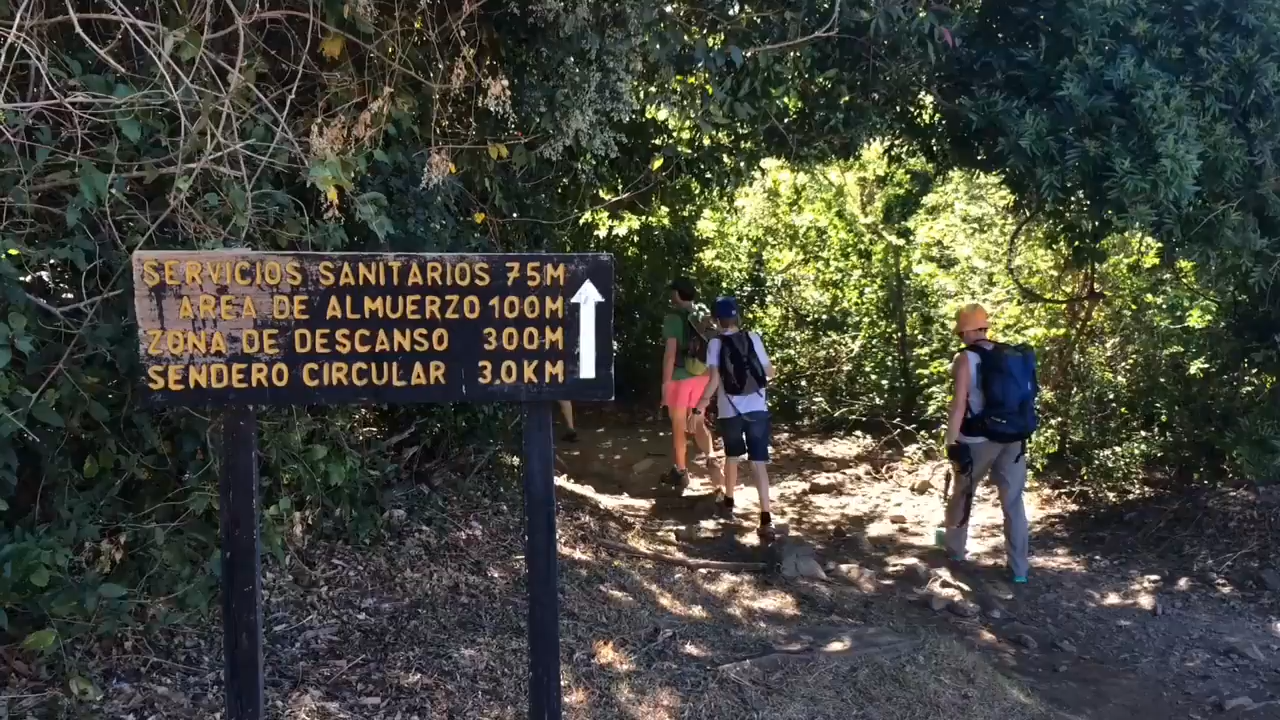 SERVICIOS SANITARIOS 75M
AREA DE ALMUERZO 100M
ZONA DE DESCANSO 300M
SENDERO CIRCULAR 3.0KM